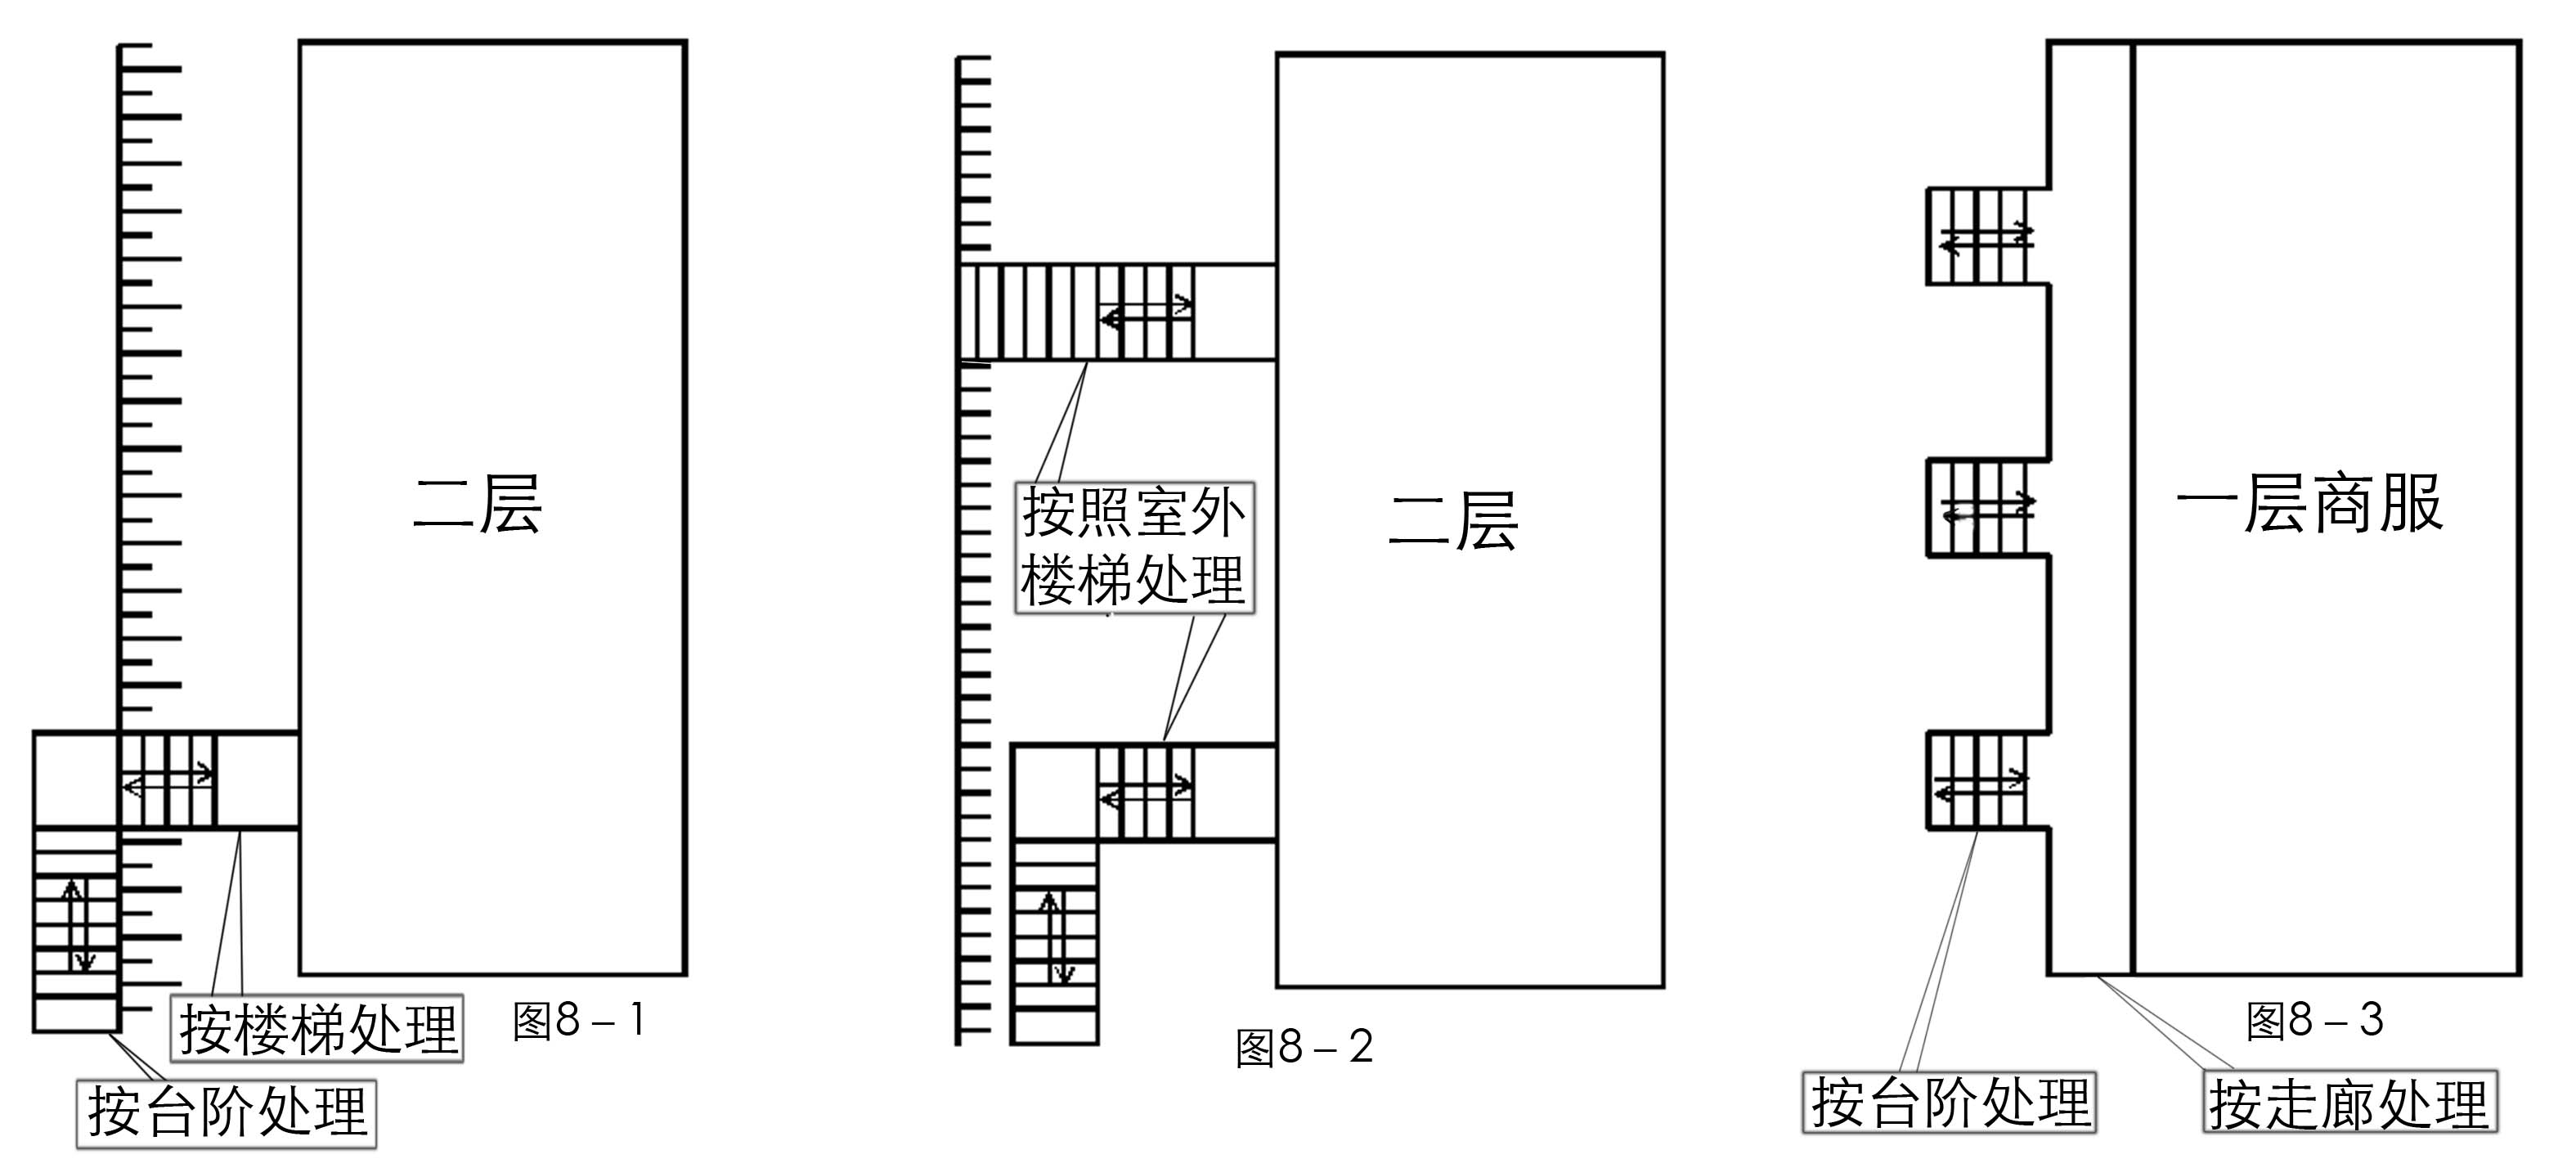 二层
按楼梯处理
图8-1
按台阶处理
按照室外
楼梯处理
二层
图8-2
一层商服
图8-3
按台阶处理
按走廊处理